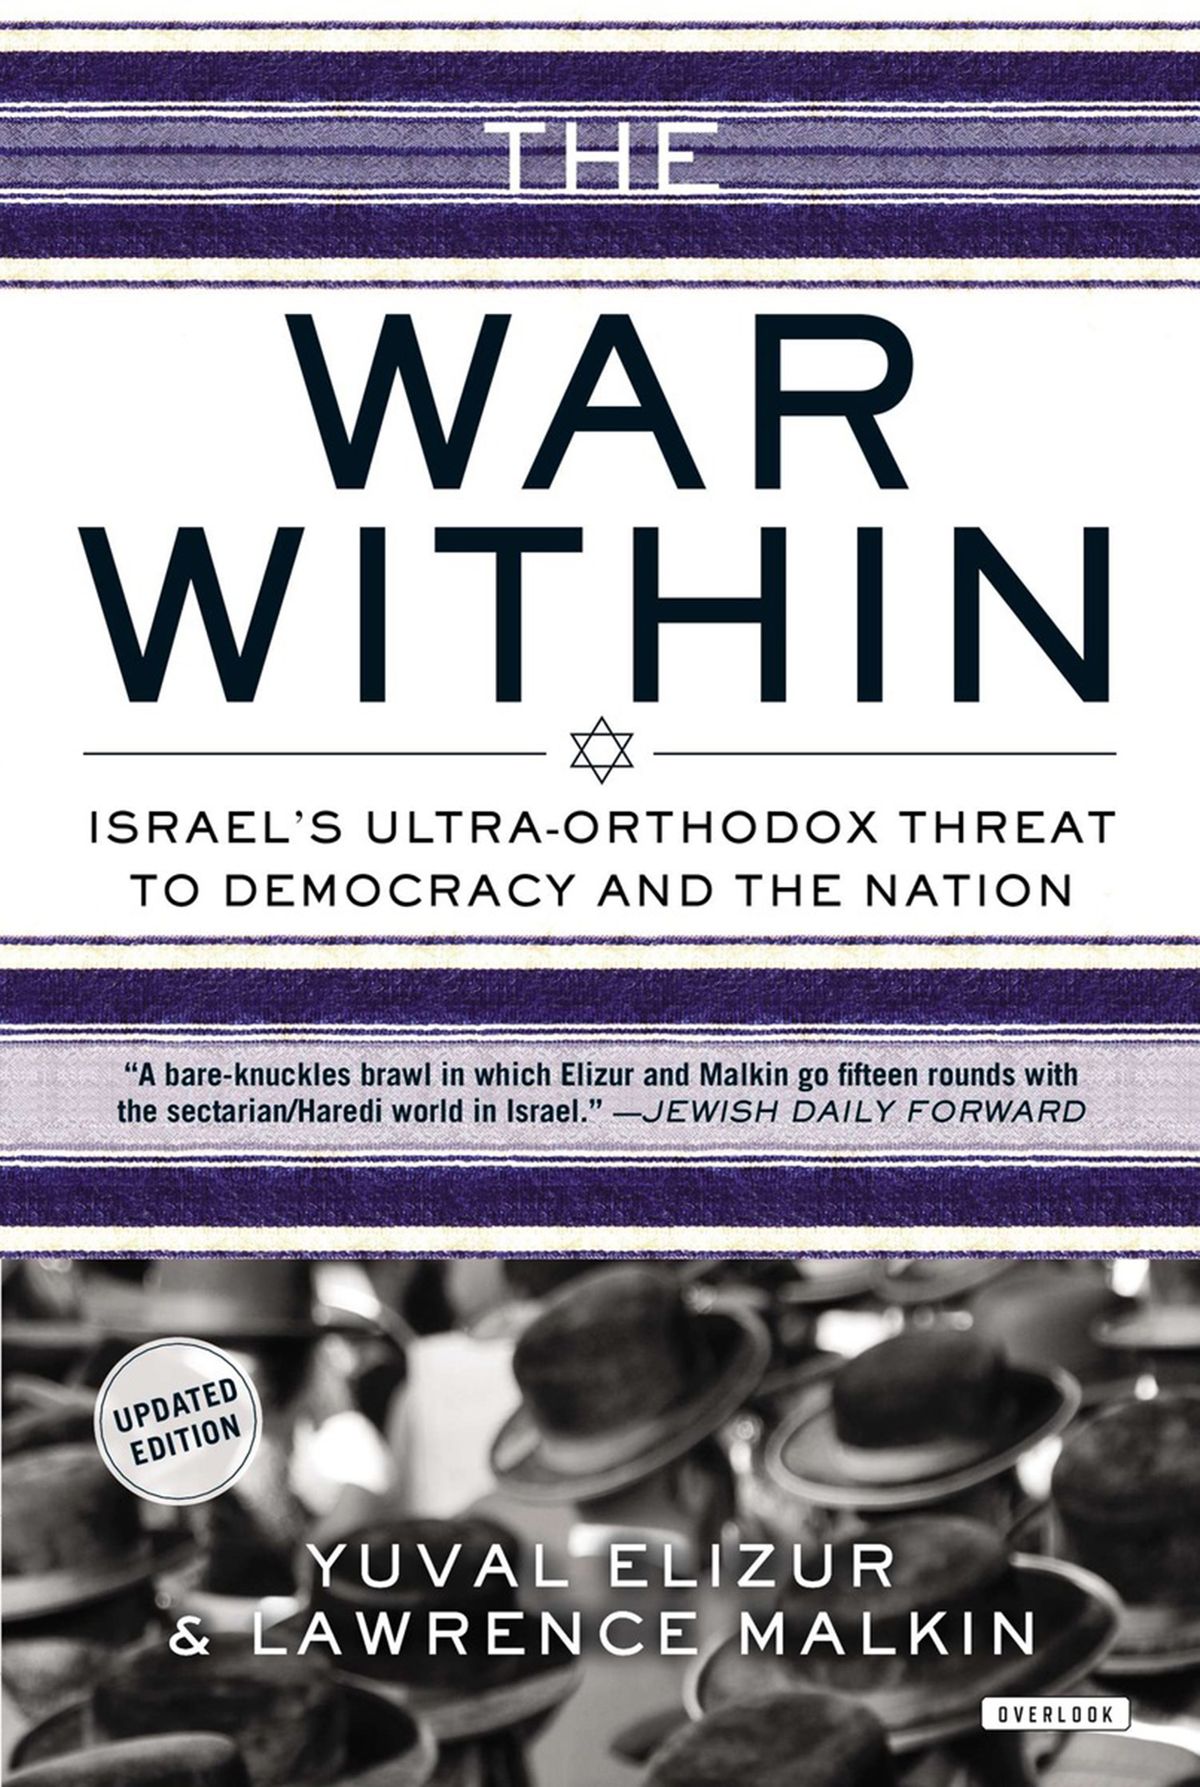 THE
WAR
WITHIN
ISRAEL'S ULTRA-ORTHODOX THREAT
TO DEMOCRACY AND THE NATION
“A bare-knuckles brawl in which Elizur and Malkin go fifteen rounds with
the sectarian/Haredi world in Israel.” —JEWISH DAILY FORWARD
UPDATED
EDITION
YUVAL ELIZUR
& LAWRENCE MALKIN
OVERLOOK